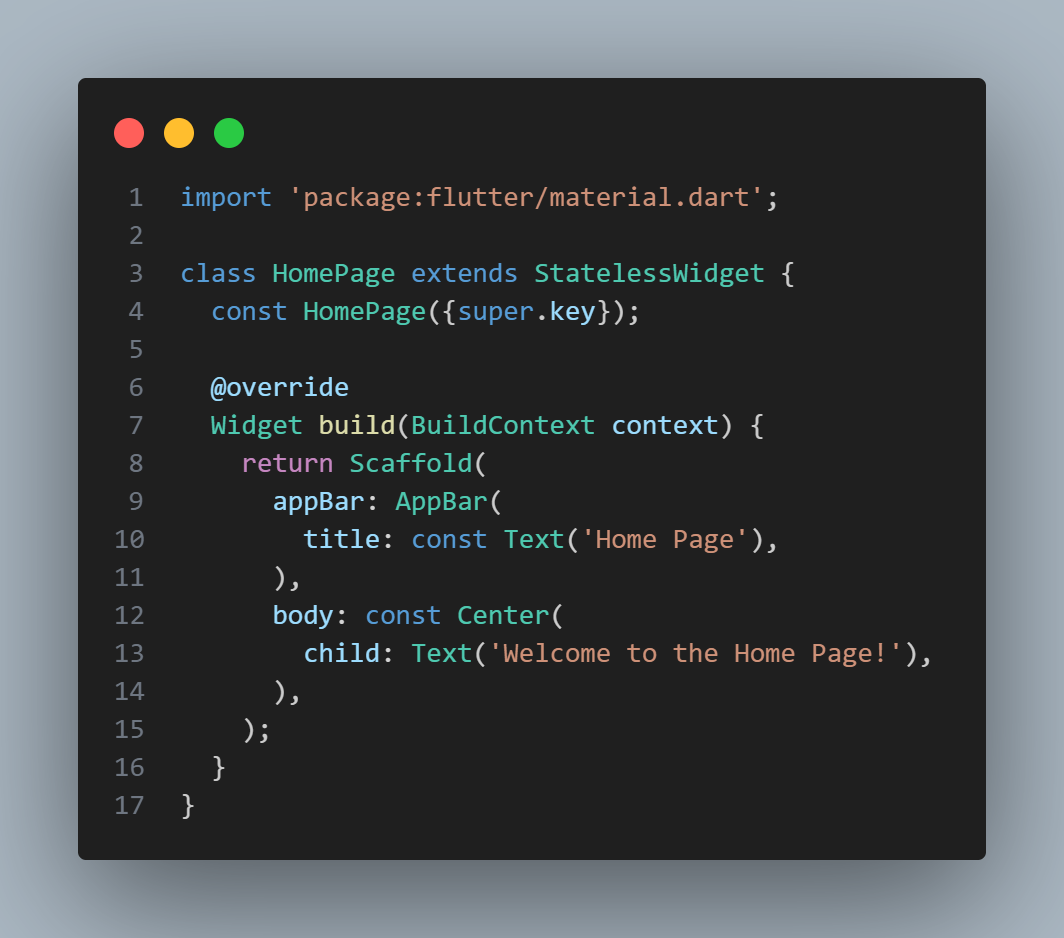 1 import 'package:flutter/material.dart';
2
3 class HomePage extends StatelessWidget {
4   const HomePage({super.key});
5
6   @override
7   Widget build(BuildContext context) {
8     return Scaffold(
9       appBar: AppBar(
10         title: const Text('Home Page'),
11       ),
12       body: const Center(
13         child: Text('Welcome to the Home Page!'),
14       ),
15     );
16   }
17 }